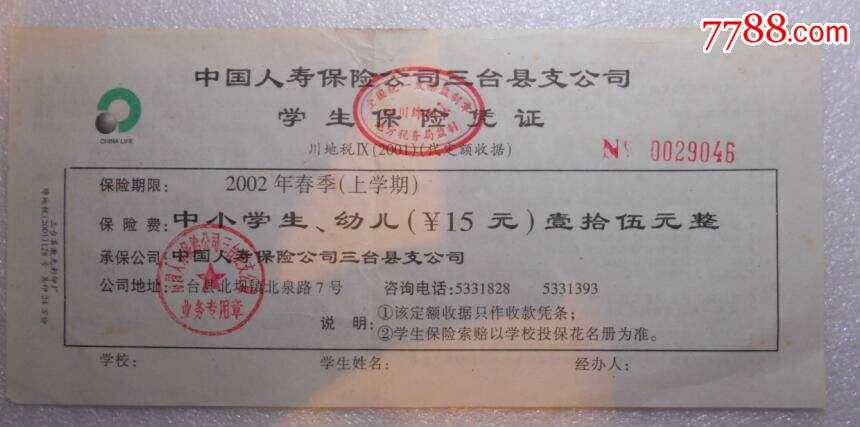 7788.com
中国人寿保险公司三台县支公司
CHINA LIFE
学生保险凭证
川地税Ⅸ(2001)(代定额收据)
№ 0029046
保险期限: 2002年春季(上学期)
保险费: 中小学生、幼儿(¥15元)壹拾伍元整
承保公司: 中国人寿保险公司三台县支公司
公司地址: 三台县北坝镇北泉路7号 咨询电话: 5331828 5331393
业务专用章
说明: ①该定额收据只作收款凭条;
②学生保险索赔以学校投保花名册为准。
学校: 学生姓名: 经办人: